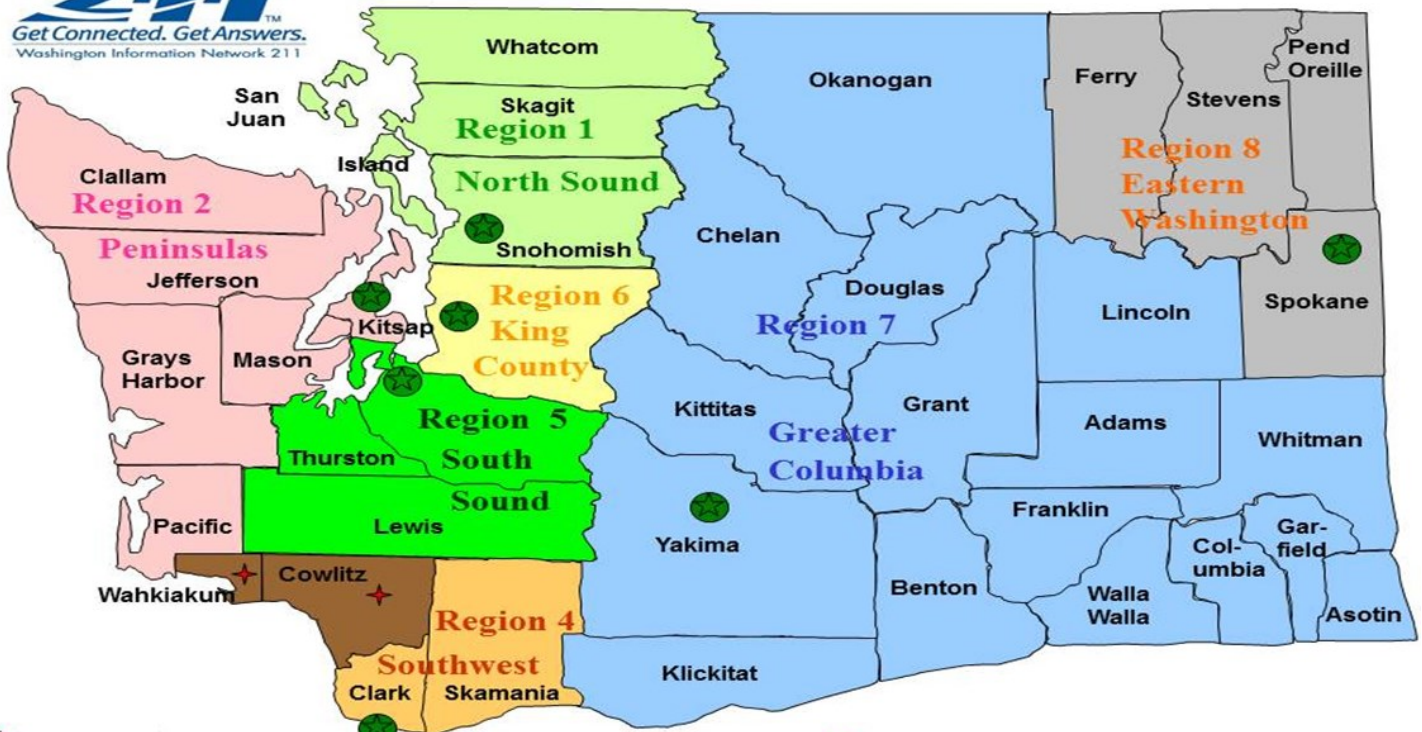 211
TM
Get Connected. Get Answers.
Washington Information Network 211
Whatcom
San
Juan
Skagit
Region 1
Island
North Sound
Snohomish
Clallam
Region 2
Peninsulas
Jefferson
Kitsap
Grays
Harbor
Mason
Region 6
King
County
Region 5
South
Sound
Thurston
Lewis
Pacific
Wahkiakum
Cowlitz
Region 4
Southwest
Clark
Skamania
Okanogan
Chelan
Douglas
Region 7
Kittitas
Grant
Greater
Columbia
Yakima
Klickitat
Benton
Ferry
Stevens
Pend
Oreille
Region 8
Eastern
Washington
Spokane
Lincoln
Adams
Whitman
Franklin
Walla
Walla
Col-
umbia
Gar-
field
Asotin